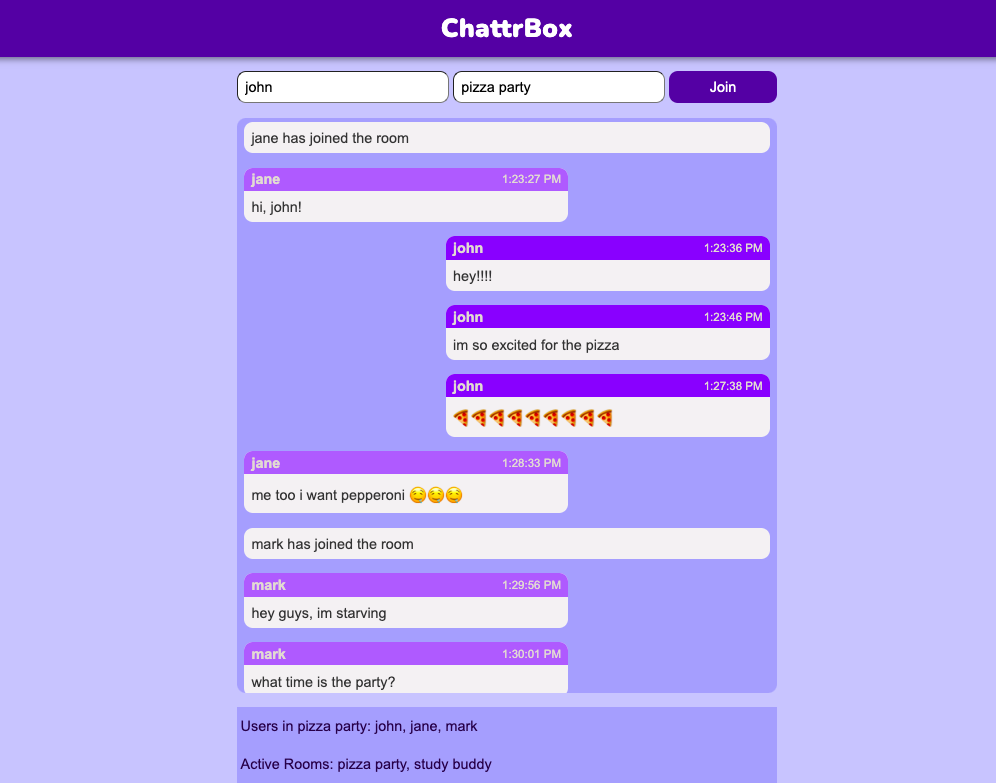 ChattrBox
john pizza party Join
jane has joined the room
jane 1:23:27 PM
hi, john!
john 1:23:36 PM
hey!!!!
john 1:23:46 PM
im so excited for the pizza
john 1:27:38 PM
🍕🍕🍕🍕🍕🍕🍕🍕🍕
jane 1:28:33 PM
me too i want pepperoni 🤤🤤🤤
mark has joined the room
mark 1:29:56 PM
hey guys, im starving
mark 1:30:01 PM
what time is the party?
Users in pizza party: john, jane, mark
Active Rooms: pizza party, study buddy